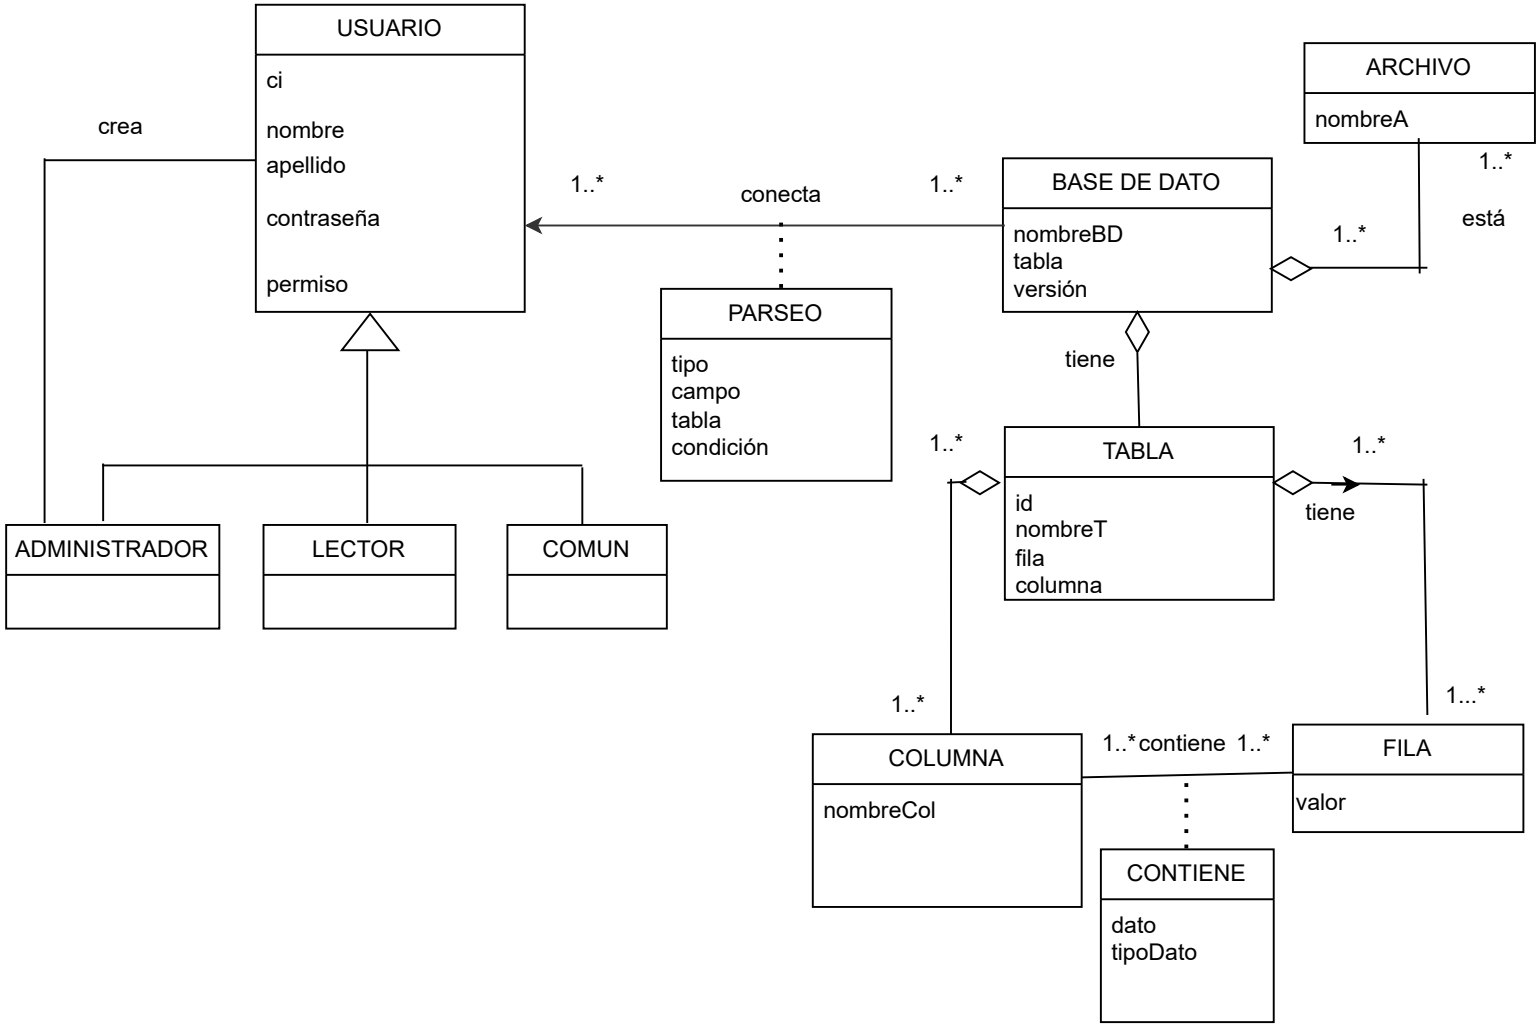 USUARIO
ci
nombre
apellido
contraseña
permiso
crea
1..*
conecta
1..*
BASE DE DATO
nombreBD
tabla
versión
ARCHIVO
nombreA
1..*
está
1..*
PARSEO
tipo
campo
tabla
condición
tiene
ADMINISTRADOR
LECTOR
COMUN
1..*
TABLA
id
nombreT
fila
columna
1..*
tiene
1..*
1...*
COLUMNA
nombreCol
1..* contiene 1..*
FILA
valor
CONTIENE
dato
tipoDato